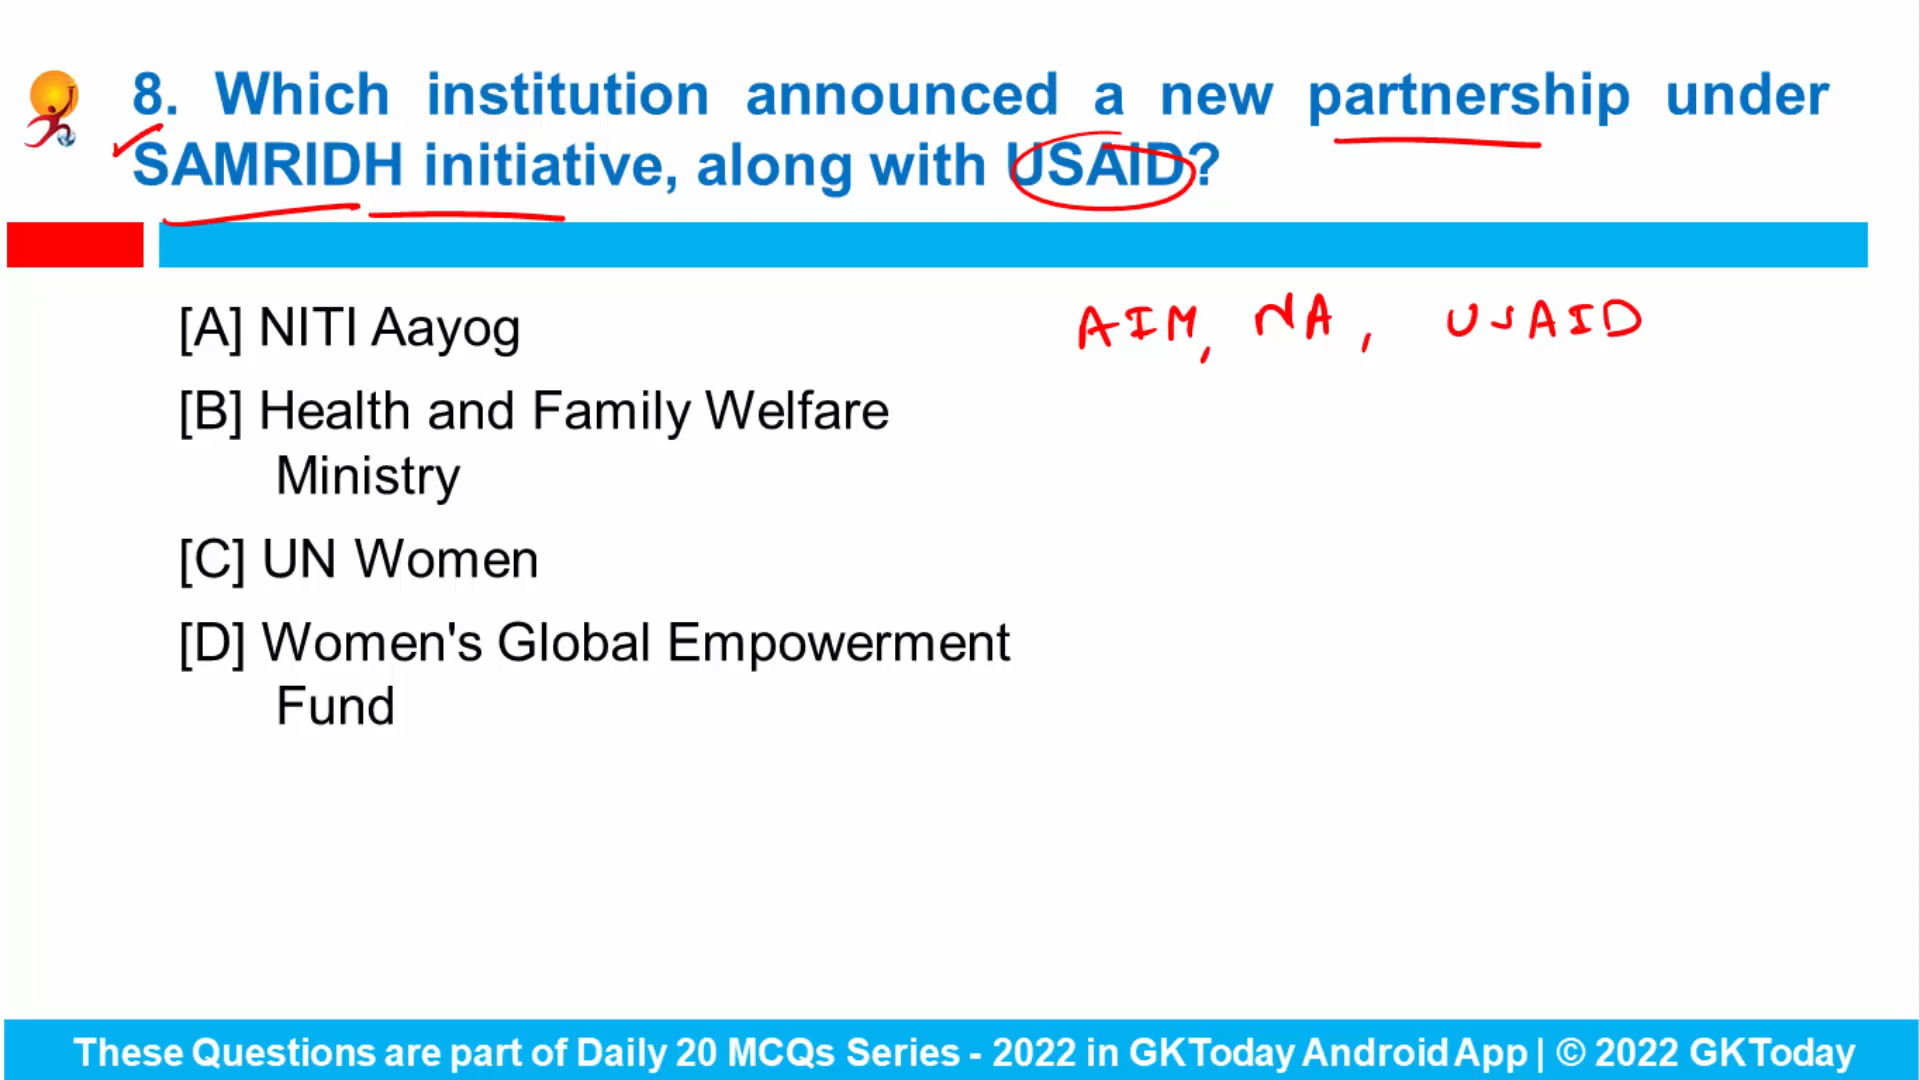 8. Which institution announced a new partnership under
SAMRIDH initiative, along with USAID?
[A] NITI Aayog
AIM, NA, USAID
[B] Health and Family Welfare
Ministry
[C] UN Women
[D] Women's Global Empowerment
Fund
These Questions are part of Daily 20 MCQs Series - 2022 in GKToday Android App | © 2022 GKToday